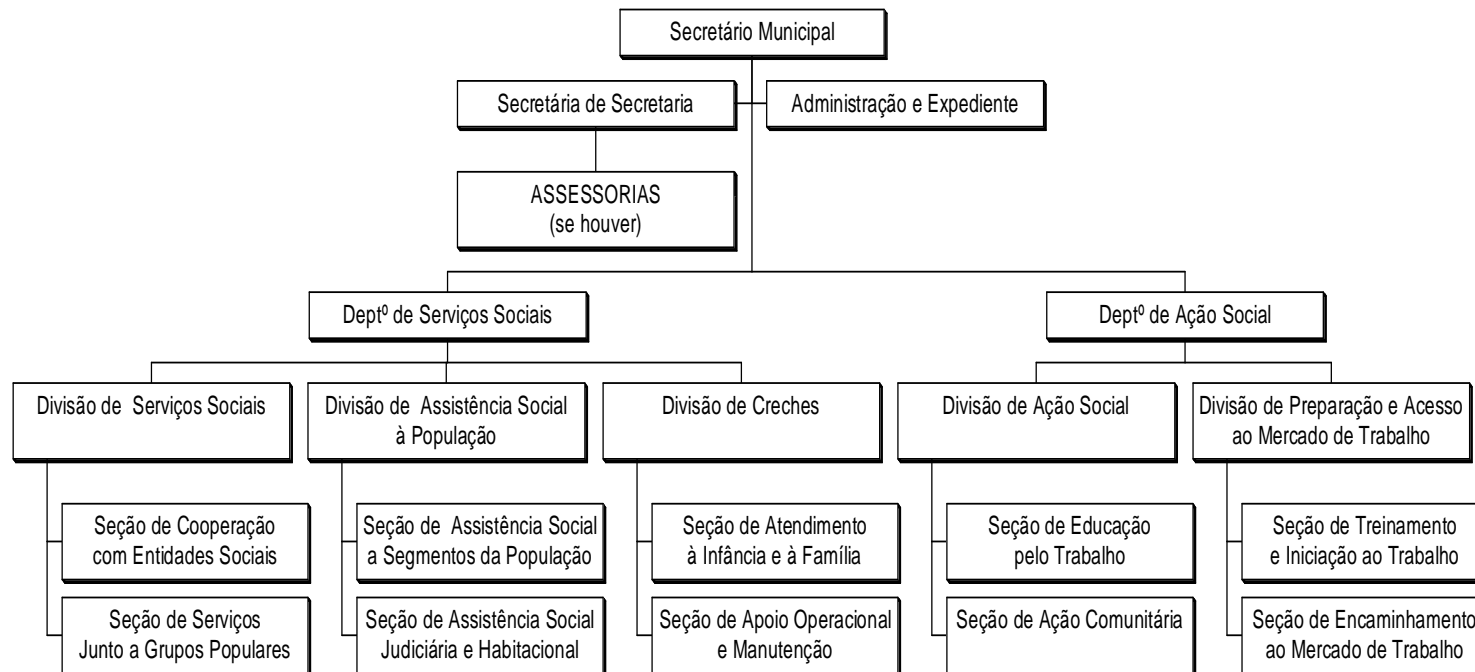 Secretário Municipal
Secretária de Secretaria
Administração e Expediente
ASSESSORIAS
(se houver)
Deptº de Serviços Sociais
Deptº de Ação Social
Divisão de Serviços Sociais
Divisão de Assistência Social
à População
Divisão de Creches
Divisão de Ação Social
Divisão de Preparação e Acesso
ao Mercado de Trabalho
Seção de Cooperação
com Entidades Sociais
Seção de Assistência Social
a Segmentos da População
Seção de Atendimento
à Infância e à Família
Seção de Educação
pelo Trabalho
Seção de Treinamento
e Iniciação ao Trabalho
Seção de Serviços
Junto a Grupos Populares
Seção de Assistência Social
Judiciária e Habitacional
Seção de Apoio Operacional
e Manutenção
Seção de Ação Comunitária
Seção de Encaminhamento
ao Mercado de Trabalho